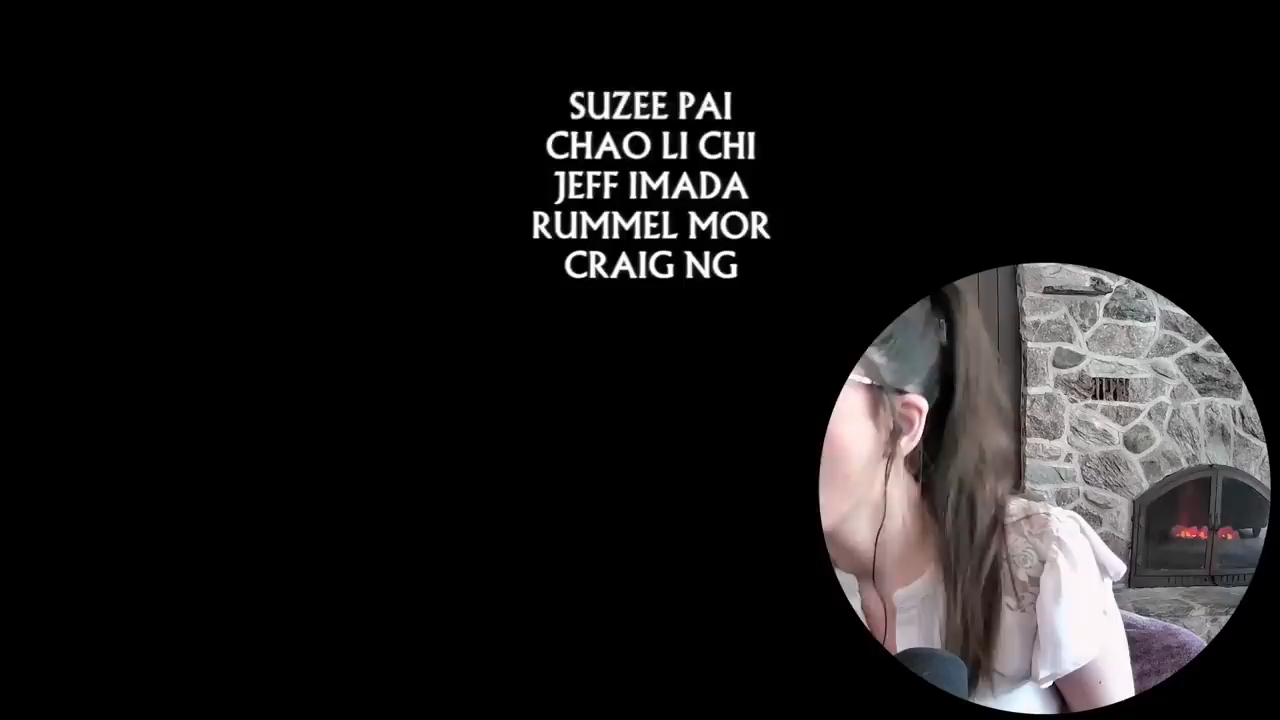 SUZEE PAI
CHAO LI CHI
JEFF IMADA
RUMMEL MOR
CRAIG NG